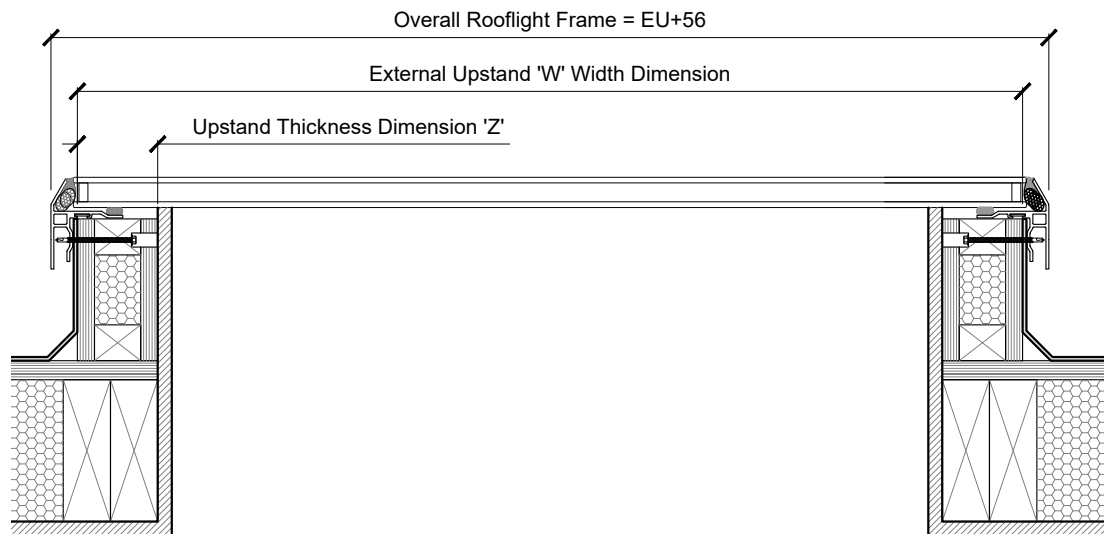 Overall Rooflight Frame = EU+56
External Upstand 'W' Width Dimension
Upstand Thickness Dimension 'Z'